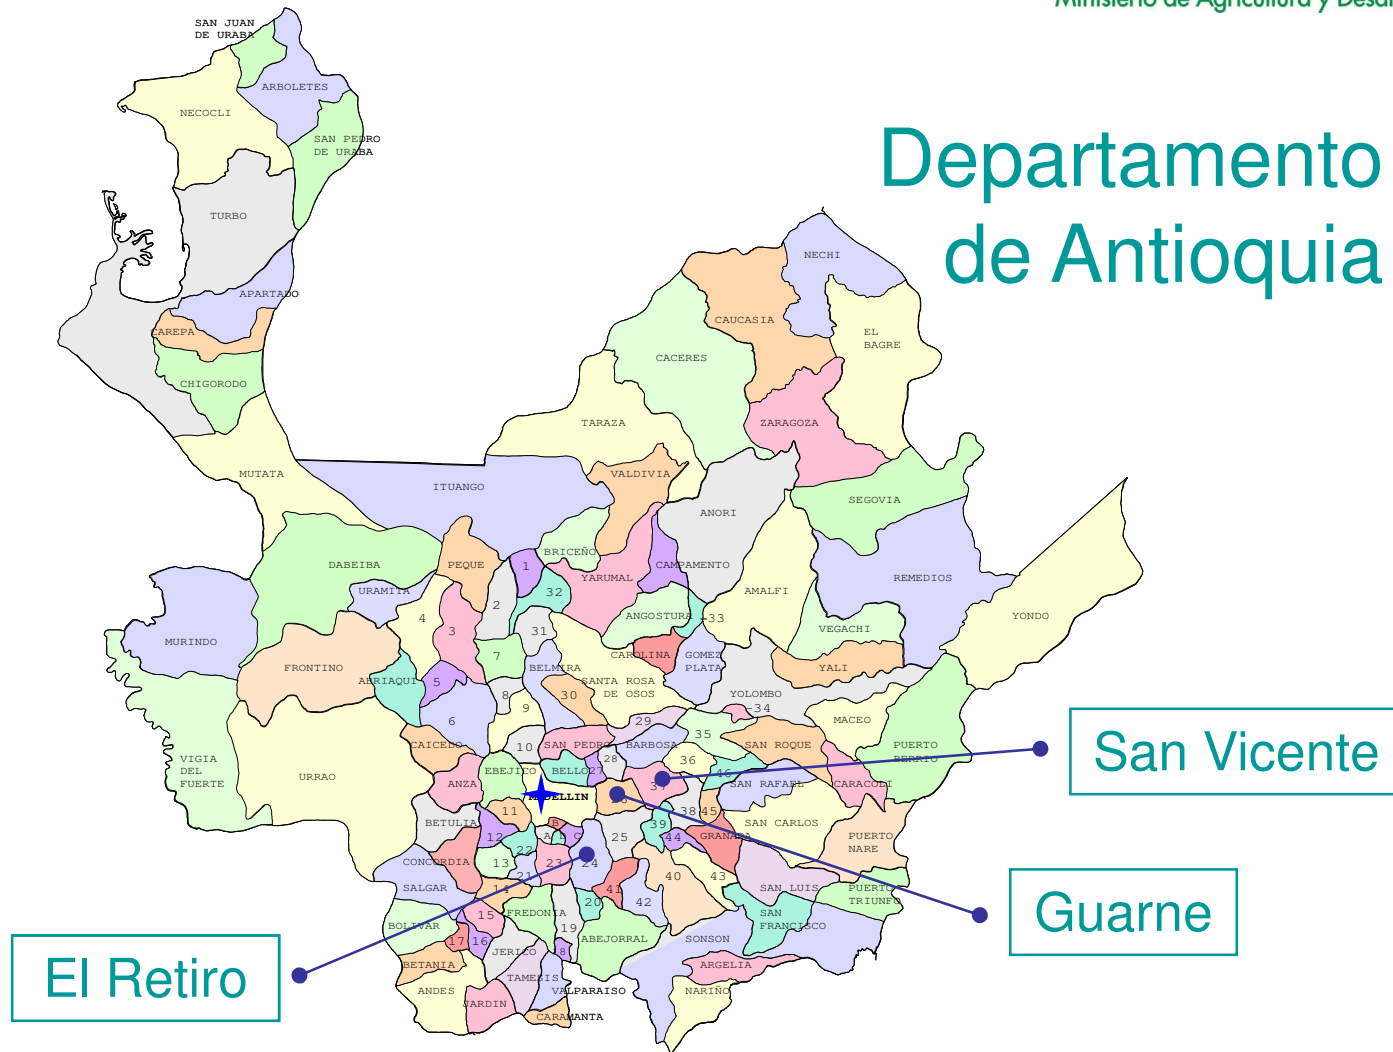 Ministerio de Agricultura y Desar
Departamento
de Antioquia
SAN JUAN
DE URABA
ARBOLETES
NECOCLI
SAN PEDRO
DE URABA
TURBO
APARTADO
CAREPA
CHIGORODO
MUTATA
NECHI
CAUCASIA
EL
BAGRE
CACERES
TARAZA
ZARAGOZA
VALDIVIA
ITUANGO
SEGOVIA
ANORI
BRICEÑO
DABEIBA
PEQUE
1
YARUMAL
CAMPAMENTO
REMEDIOS
URAMITA
32
AMALFI
2
4
ANGOSTURA
33
YONDO
3
31
VEGACHI
MURINDO
FRONTINO
7
BELMIRA
CAROLINA
GOMEZ
PLATA
YALI
ABRIAQUI
5
SANTA ROSA
DE OSOS
8
30
YOLOMBO
9
34
6
29
MACEO
35
CAICEDO
10
SAN PEDRO
BARBOSA
SAN ROQUE
PUERTO
BERRIO
VIGIA
DEL
FUERTE
URRAO
28
36
EBEJICO
BELLO
27
46
ANZA
37
SAN RAFAEL
CARACOLI
MEDELLIN
26
11
38
45
BETULIA
B
39
SAN CARLOS
12
A
D
C
25
44
GRANADA
PUERTO
NARE
22
CONCORDIA
13
23
24
21
40
43
SALGAR
14
41
SAN LUIS
PUERTO
TRIUNFO
20
42
15
FREDONIA
SAN
FRANCISCO
BOLIVAR
19
17
16
ABEJORRAL
SONSON
JERICO
18
BETANIA
ARGELIA
TAMESIS
ANDES
VALPARAISO
NARIÑO
JARDIN
CARAMANTA
San Vicente
Guarne
El Retiro